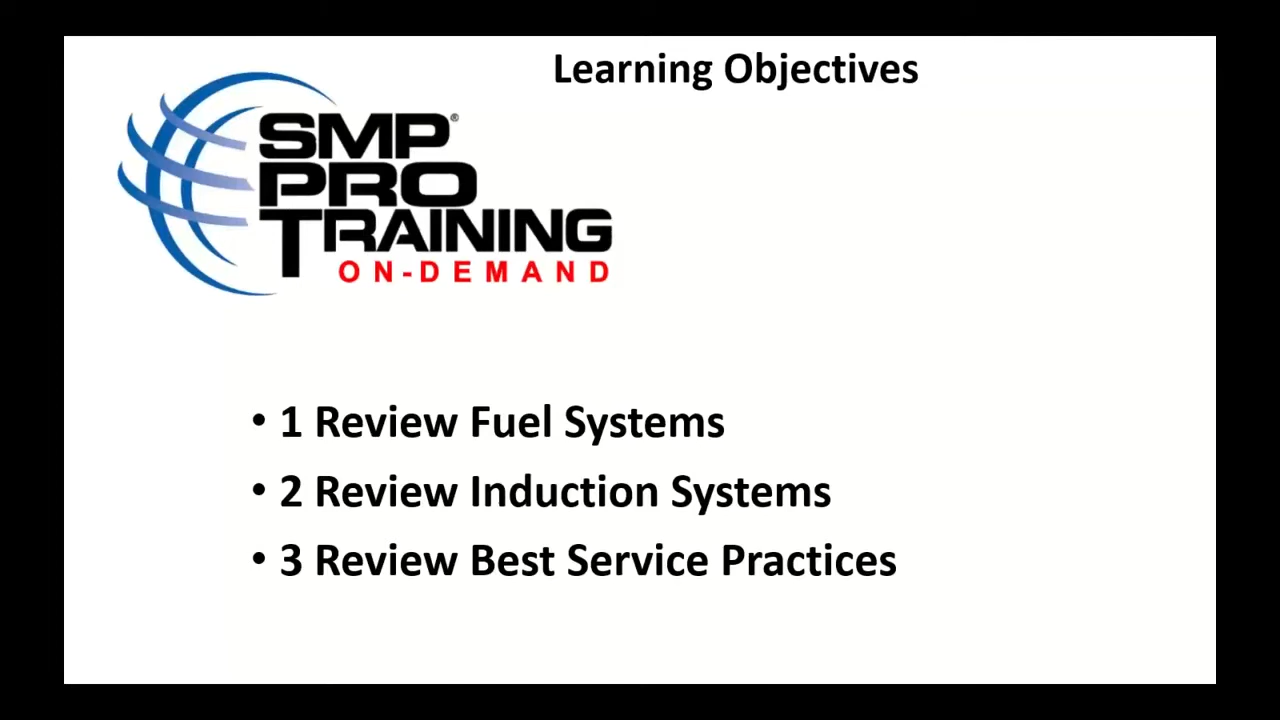 Learning Objectives
SMP®
PRO
TRAINING
ON-DEMAND
• 1 Review Fuel Systems
• 2 Review Induction Systems
• 3 Review Best Service Practices